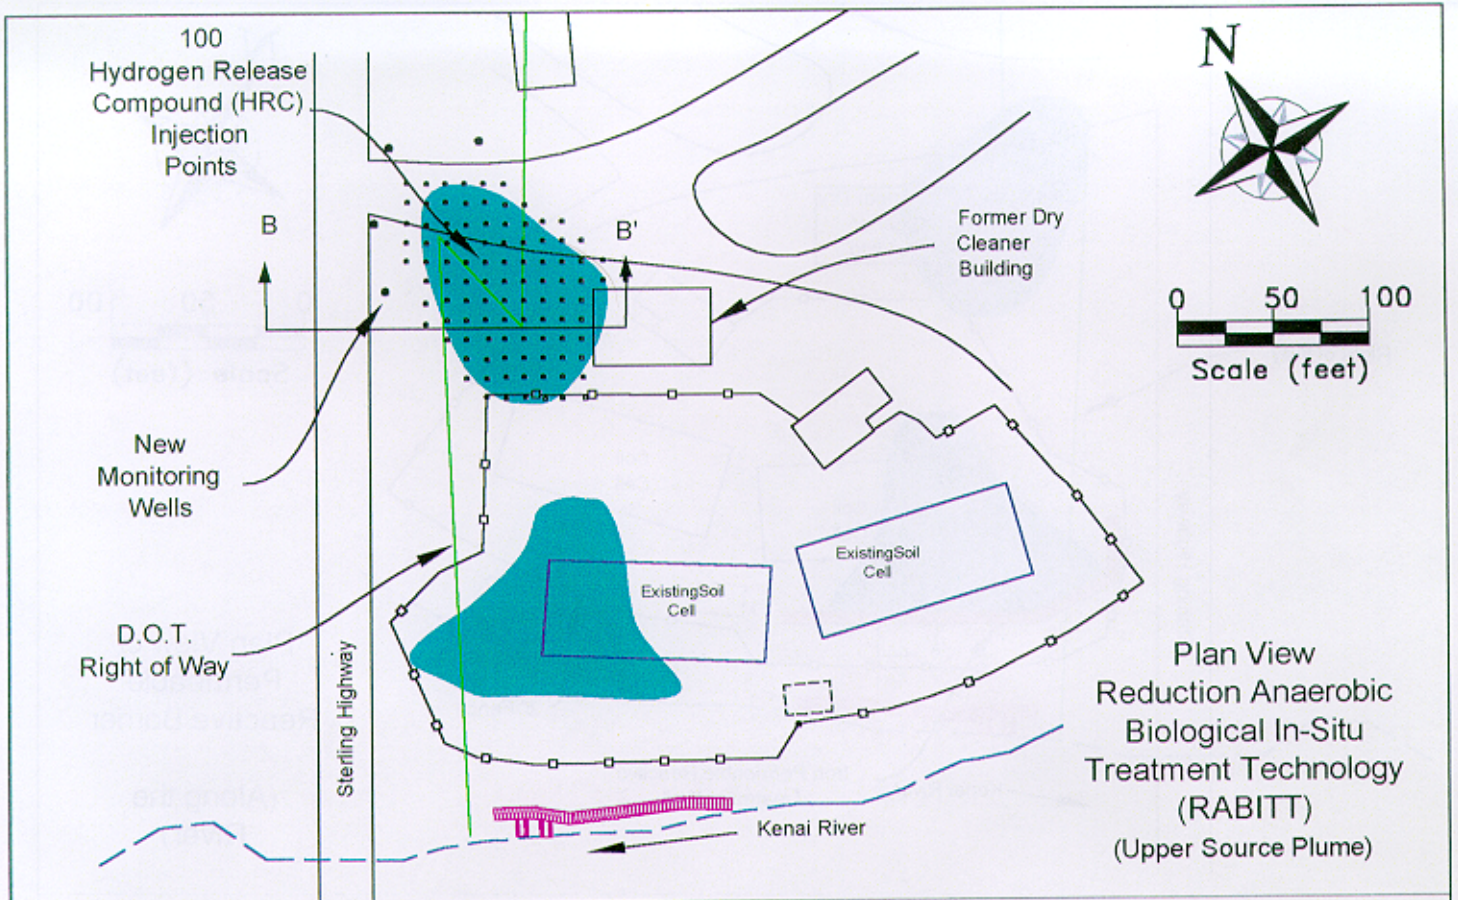 100
Hydrogen Release
Compound (HRC)
Injection
Points
N
B
B'
Former Dry
Cleaner
Building
0 50 100
Scale (feet)
New
Monitoring
Wells
ExistingSoil
Cell
ExistingSoil
Cell
D.O.T.
Right of Way
Sterling Highway
Plan View
Reduction Anaerobic
Biological In-Situ
Treatment Technology
(RABITT)
(Upper Source Plume)
Kenai River